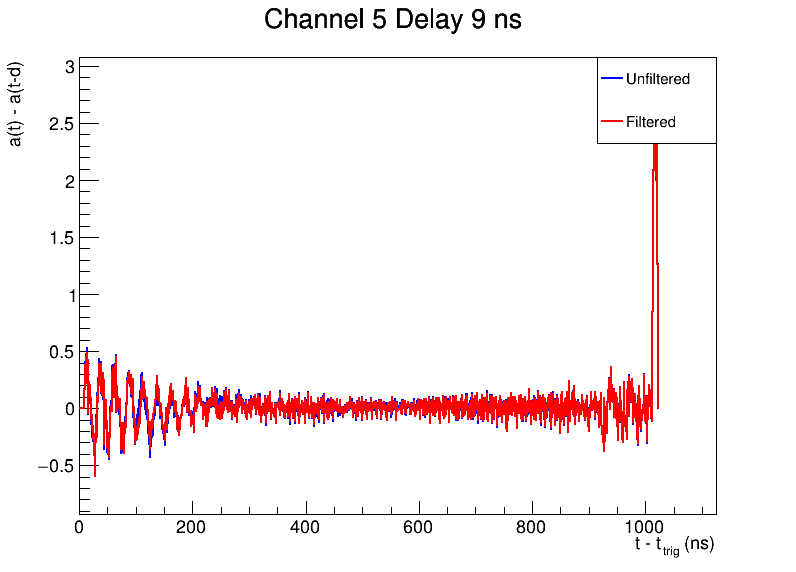 Channel 5 Delay 9 ns
a(t) - a(t-d)
3
2.5
2
1.5
1
0.5
0
−0.5
0 200 400 600 800 1000
t - t_trig (ns)
Unfiltered
Filtered